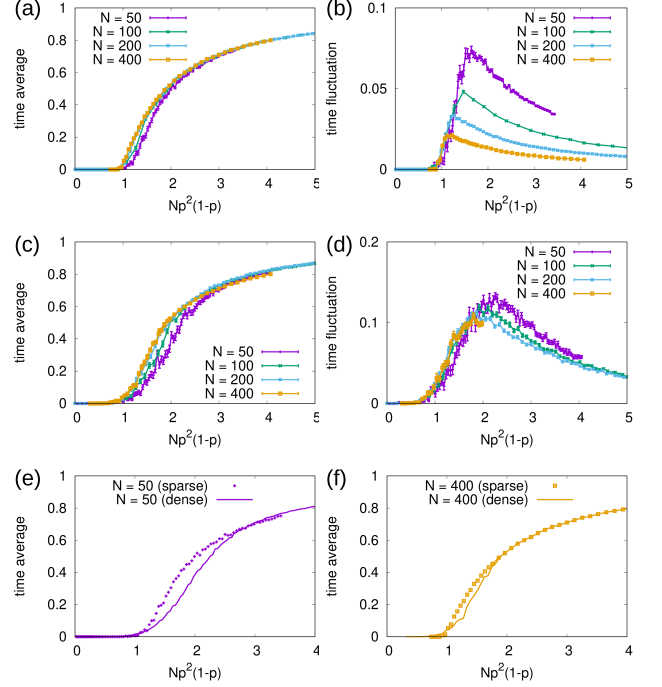 (a)
1
0.8
0.6
0.4
0.2
0
time average
N = 50
N = 100
N = 200
N = 400
0 1 2 3 4 5
Np²(1-p)
(b)
0.1
0.05
0
time fluctuation
N = 50
N = 100
N = 200
N = 400
0 1 2 3 4 5
Np²(1-p)
(c)
1
0.8
0.6
0.4
0.2
0
time average
N = 50
N = 100
N = 200
N = 400
0 1 2 3 4 5
Np²(1-p)
(d)
0.2
0.1
0
time fluctuation
N = 50
N = 100
N = 200
N = 400
0 1 2 3 4 5
Np²(1-p)
(e)
1
0.8
0.6
0.4
0.2
0
time average
N = 50 (sparse)
N = 50 (dense)
0 1 2 3 4
Np²(1-p)
(f)
1
0.8
0.6
0.4
0.2
0
time average
N = 400 (sparse)
N = 400 (dense)
0 1 2 3 4
Np²(1-p)